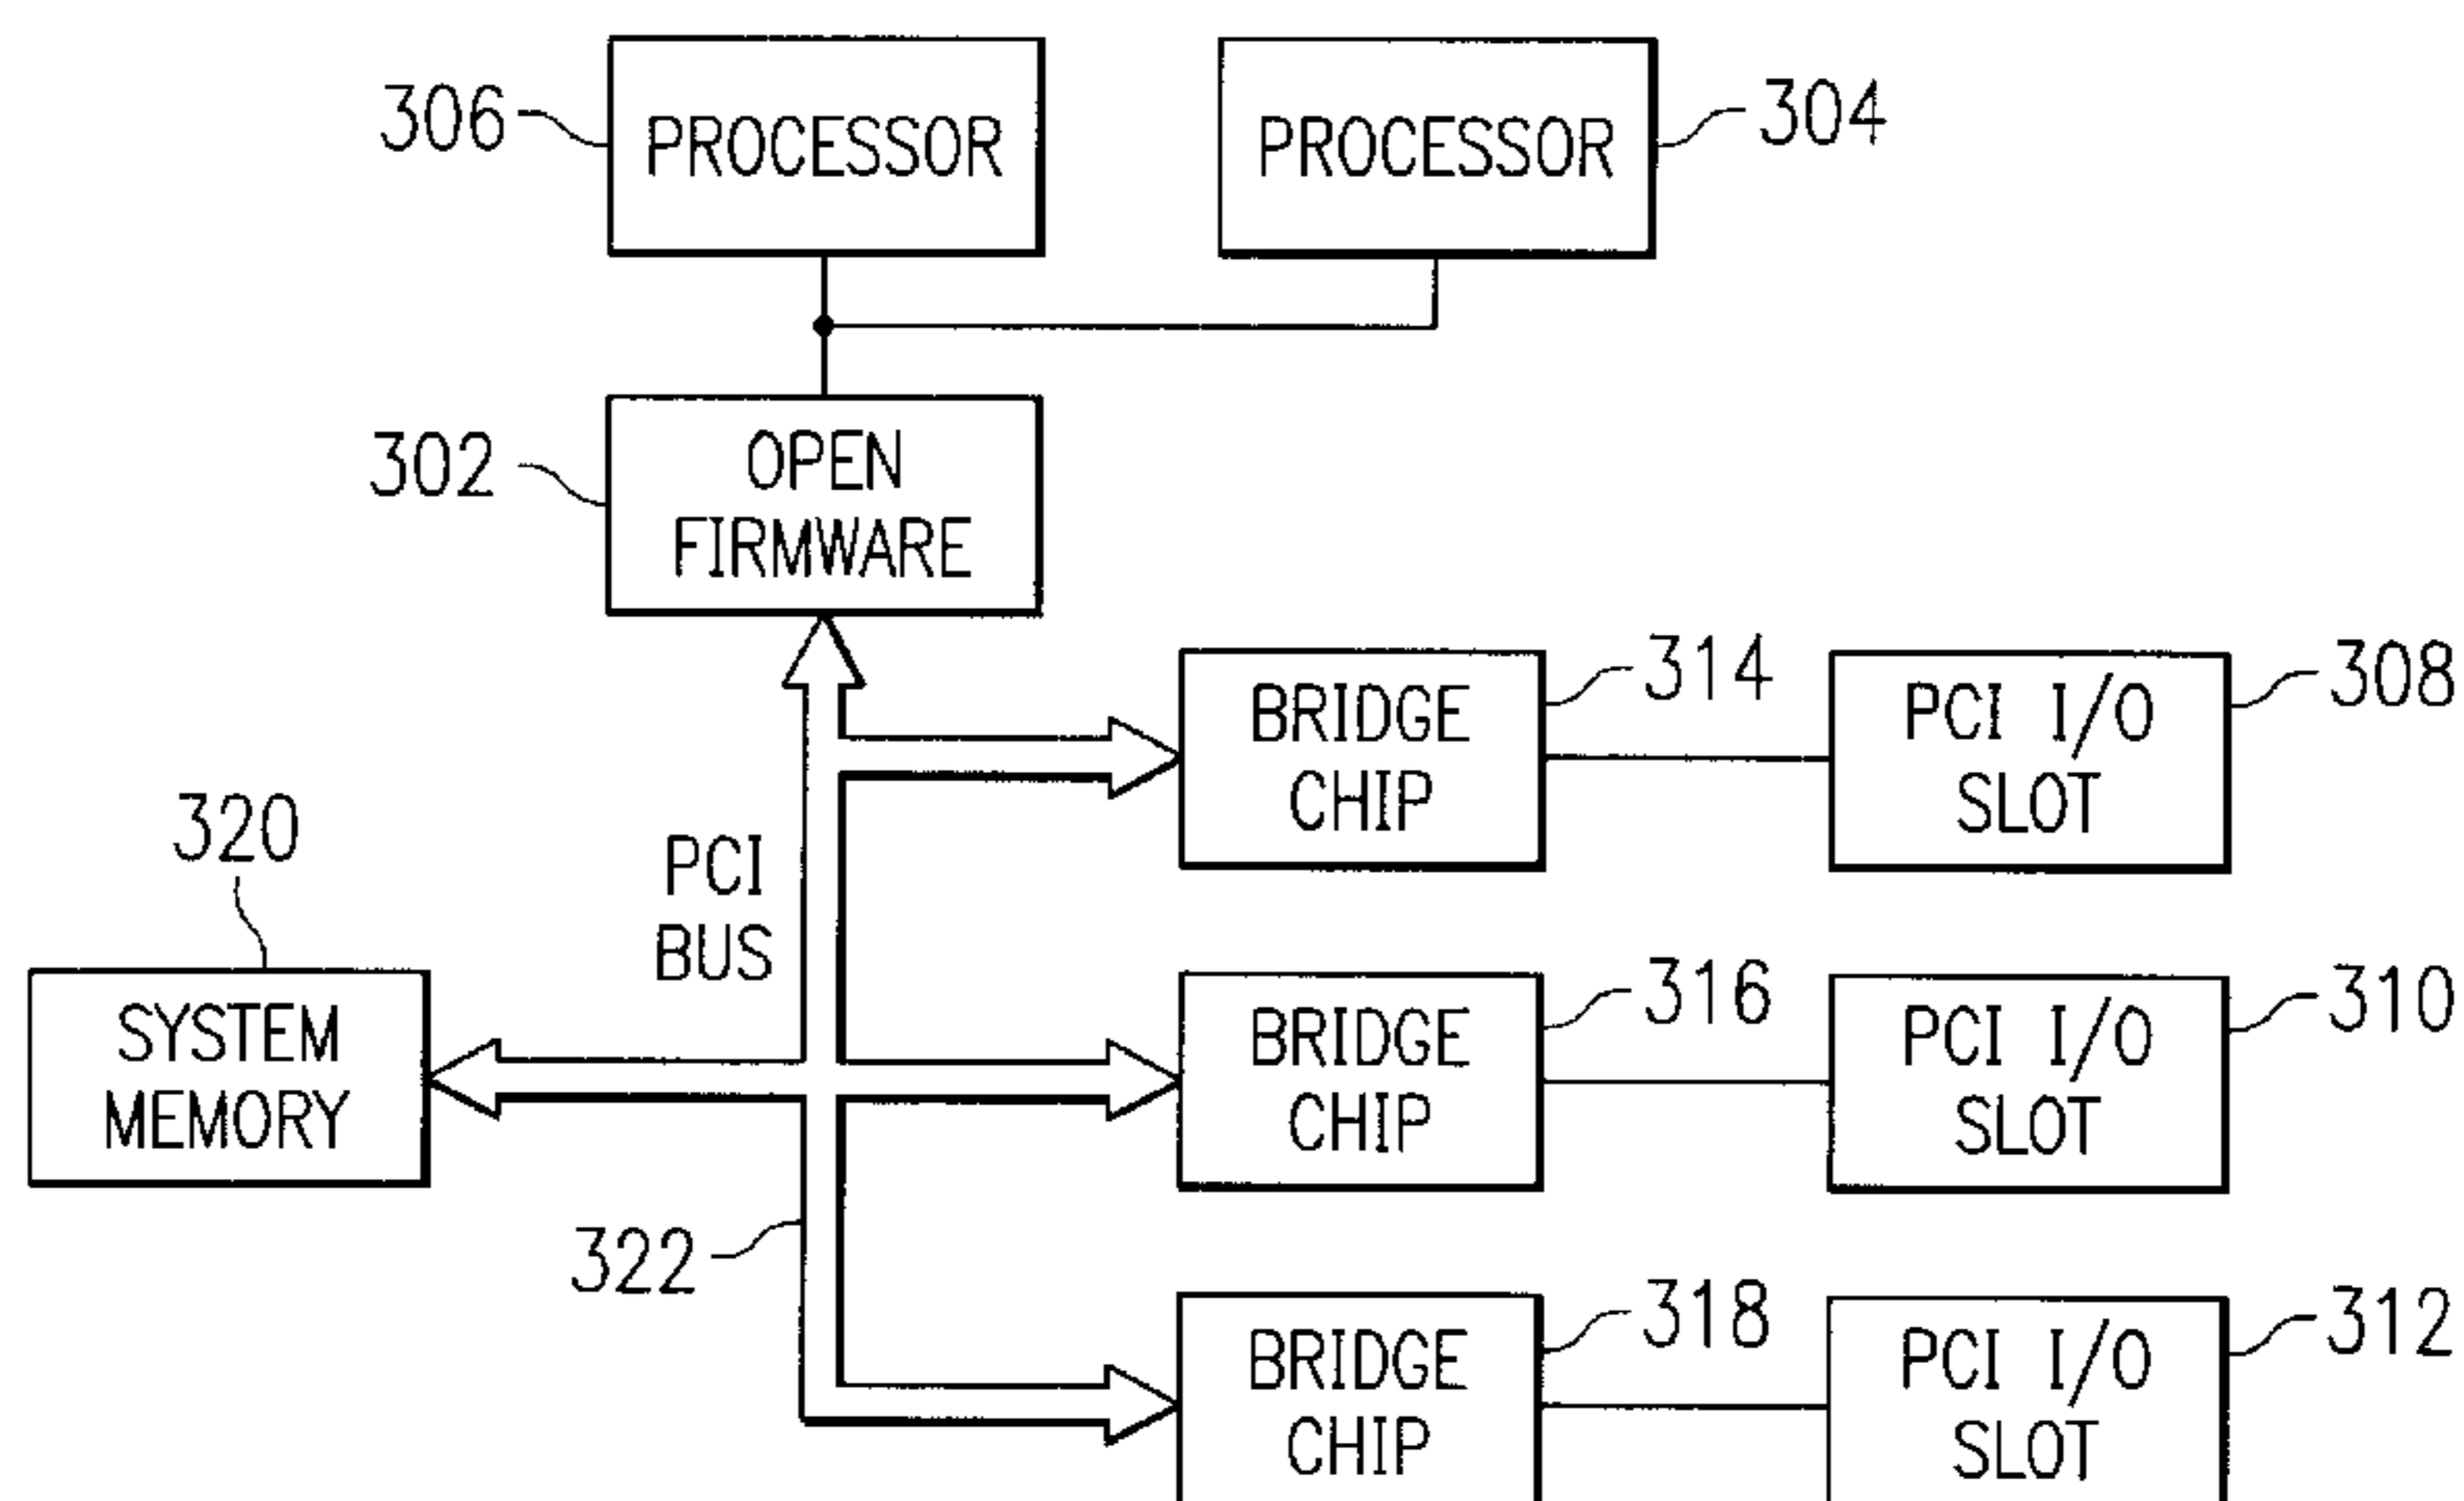 306
PROCESSOR
PROCESSOR
304
302
OPEN
FIRMWARE
BRIDGE
CHIP
314
PCI I/O
SLOT
308
320
PCI
BUS
SYSTEM
MEMORY
BRIDGE
CHIP
316
PCI I/O
SLOT
310
322
BRIDGE
CHIP
318
PCI I/O
SLOT
312